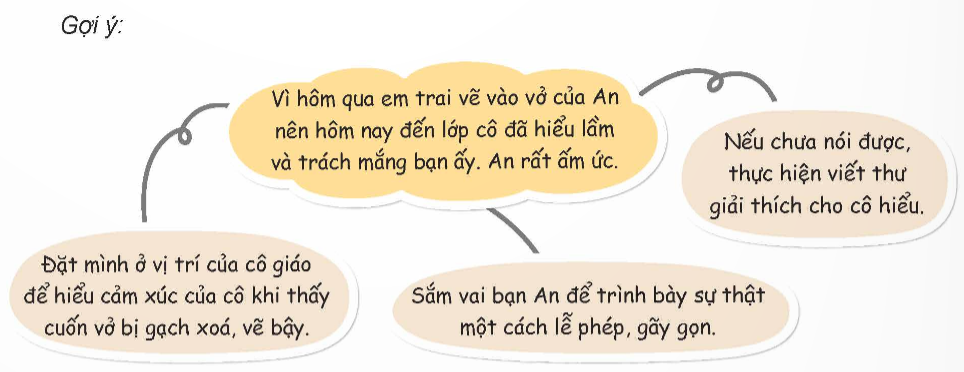 Gợi ý:
Vì hôm qua em trai vẽ vào vở của An
nên hôm nay đến lớp cô đã hiểu lầm
và trách mắng bạn ấy. An rất ấm ức.
Nếu chưa nói được,
thực hiện viết thư
giải thích cho cô hiểu.
Đặt mình ở vị trí của cô giáo
để hiểu cảm xúc của cô khi thấy
cuốn vở bị gạch xoá, vẽ bậy.
Sắm vai bạn An để trình bày sự thật
một cách lễ phép, gãy gọn.